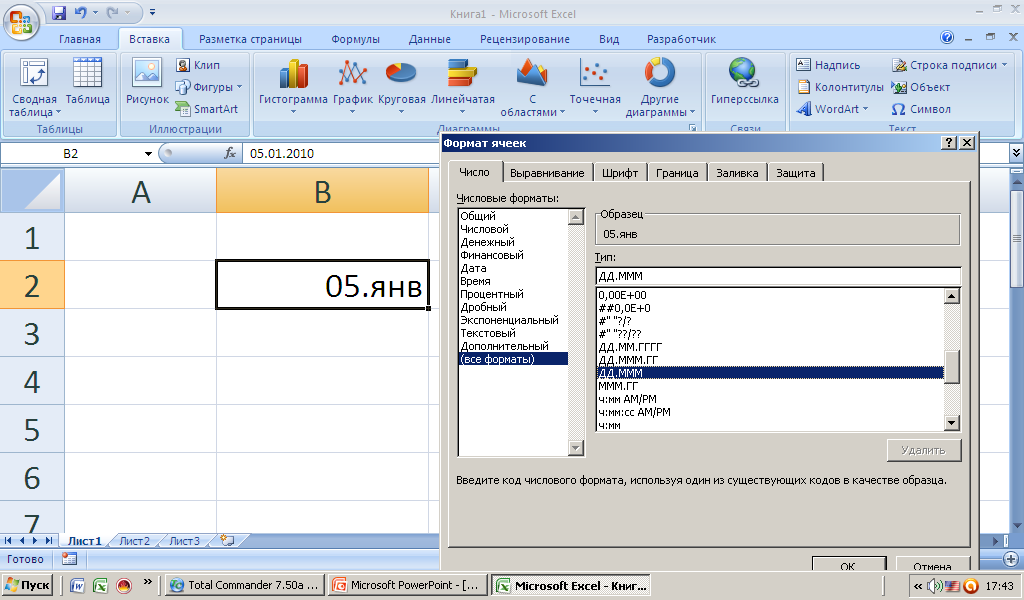 Книга1 - Microsoft Excel
Главная Вставка Разметка страницы Формулы Данные Рецензирование Вид Разработчик
Сводная таблица Таблица Рисунок Клип Фигуры SmartArt Гистограмма График Круговая Линейчатая С областями Точечная Другие диаграммы Гиперссылка Надпись Колонтитулы WordArt Строка подписи Объект Символ
Таблицы Иллюстрации Диаграммы Связи Текст
B2 fx 05.01.2010
A B
1
2 05.янв
3
4
5
6
7
Формат ячеек
Число Выравнивание Шрифт Граница Заливка Защита
Числовые форматы:
Общий
Числовой
Денежный
Финансовый
Дата
Время
Процентный
Дробный
Экспоненциальный
Текстовый
Дополнительный
(все форматы)
Образец
05.янв
Тип:
ДД.МММ
0,00E+00
##0,0E+0
#" "?/?
#" "??/??
ДД.ММ.ГГГГ
ДД.МММ.ГГ
ДД.МММ
МММ.ГГ
ч:мм AM/PM
ч:мм:сс AM/PM
ч:мм
Удалить
Введите код числового формата, используя один из существующих кодов в качестве образца.
ОК Отмена
Лист1 Лист2 Лист3
Готово
Пуск Total Commander 7.50a ... Microsoft PowerPoint - [... Microsoft Excel - Книг... 17:43